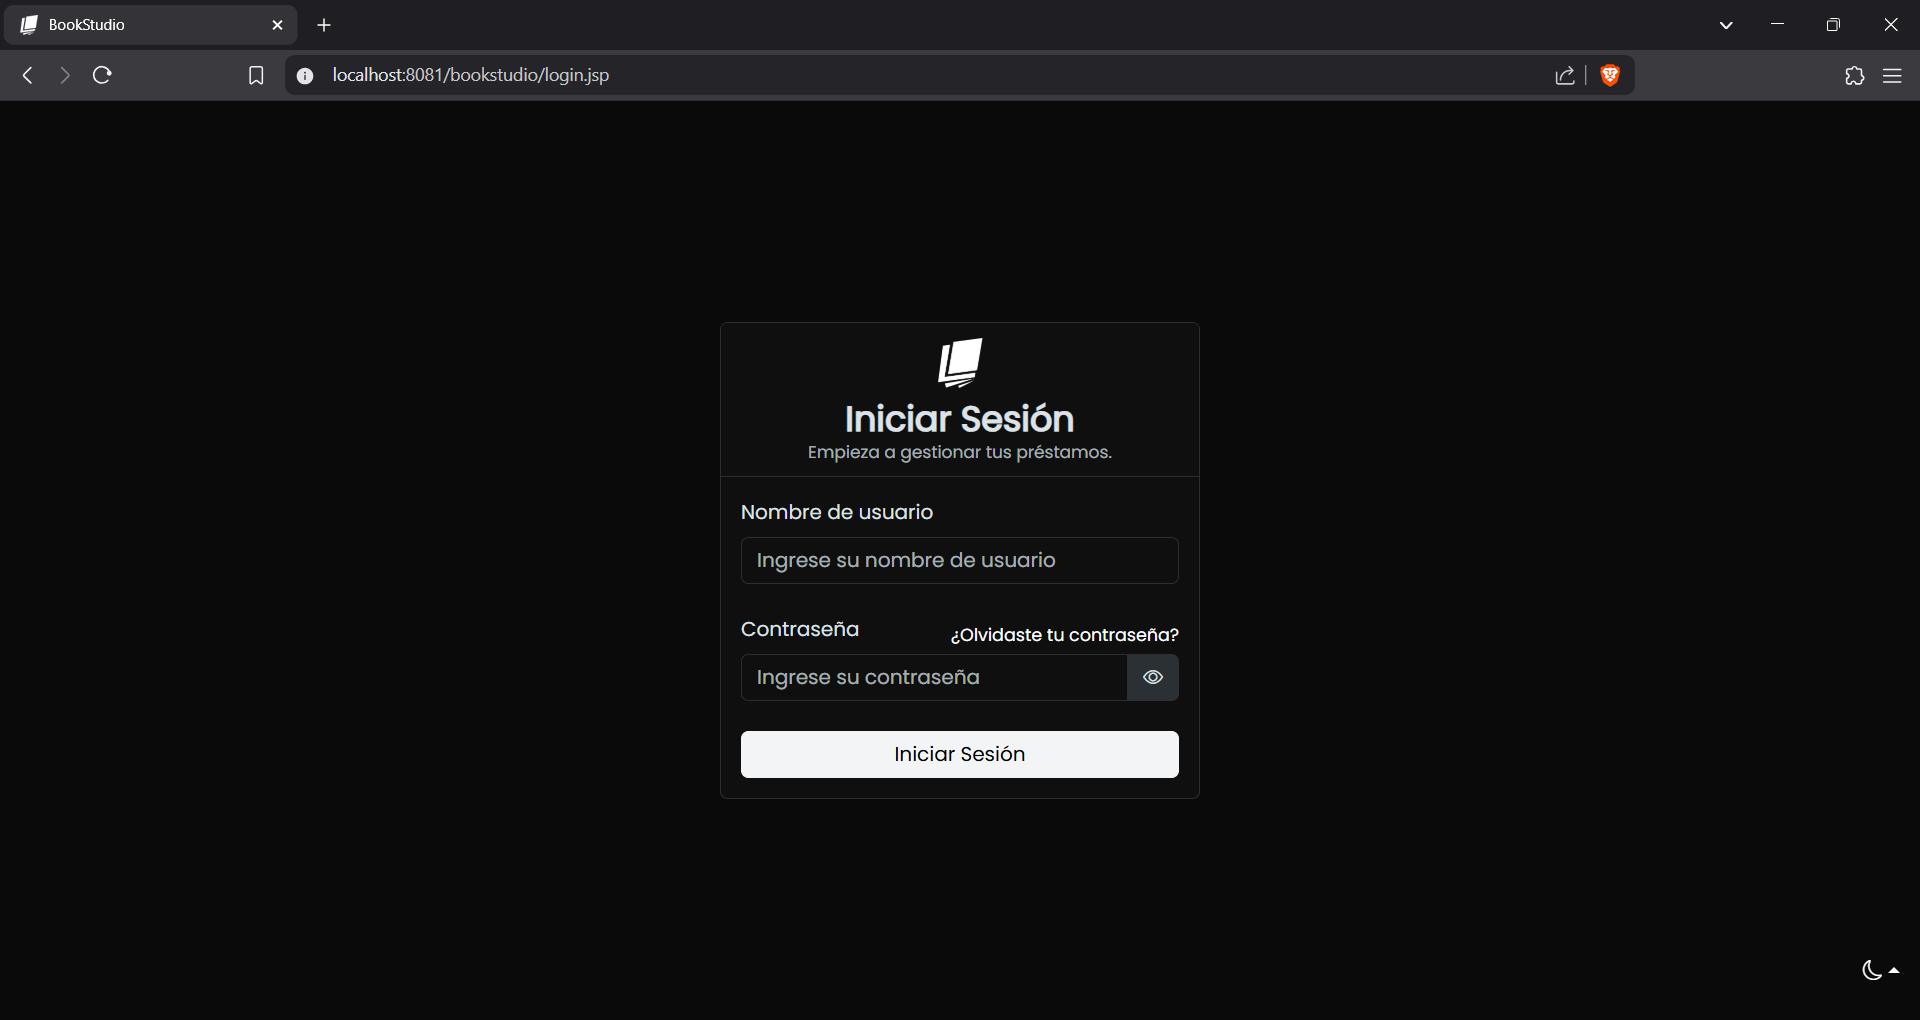 BookStudio
localhost:8081/bookstudio/login.jsp
Iniciar Sesión
Empieza a gestionar tus préstamos.
Nombre de usuario
Ingrese su nombre de usuario
Contraseña
¿Olvidaste tu contraseña?
Ingrese su contraseña
Iniciar Sesión